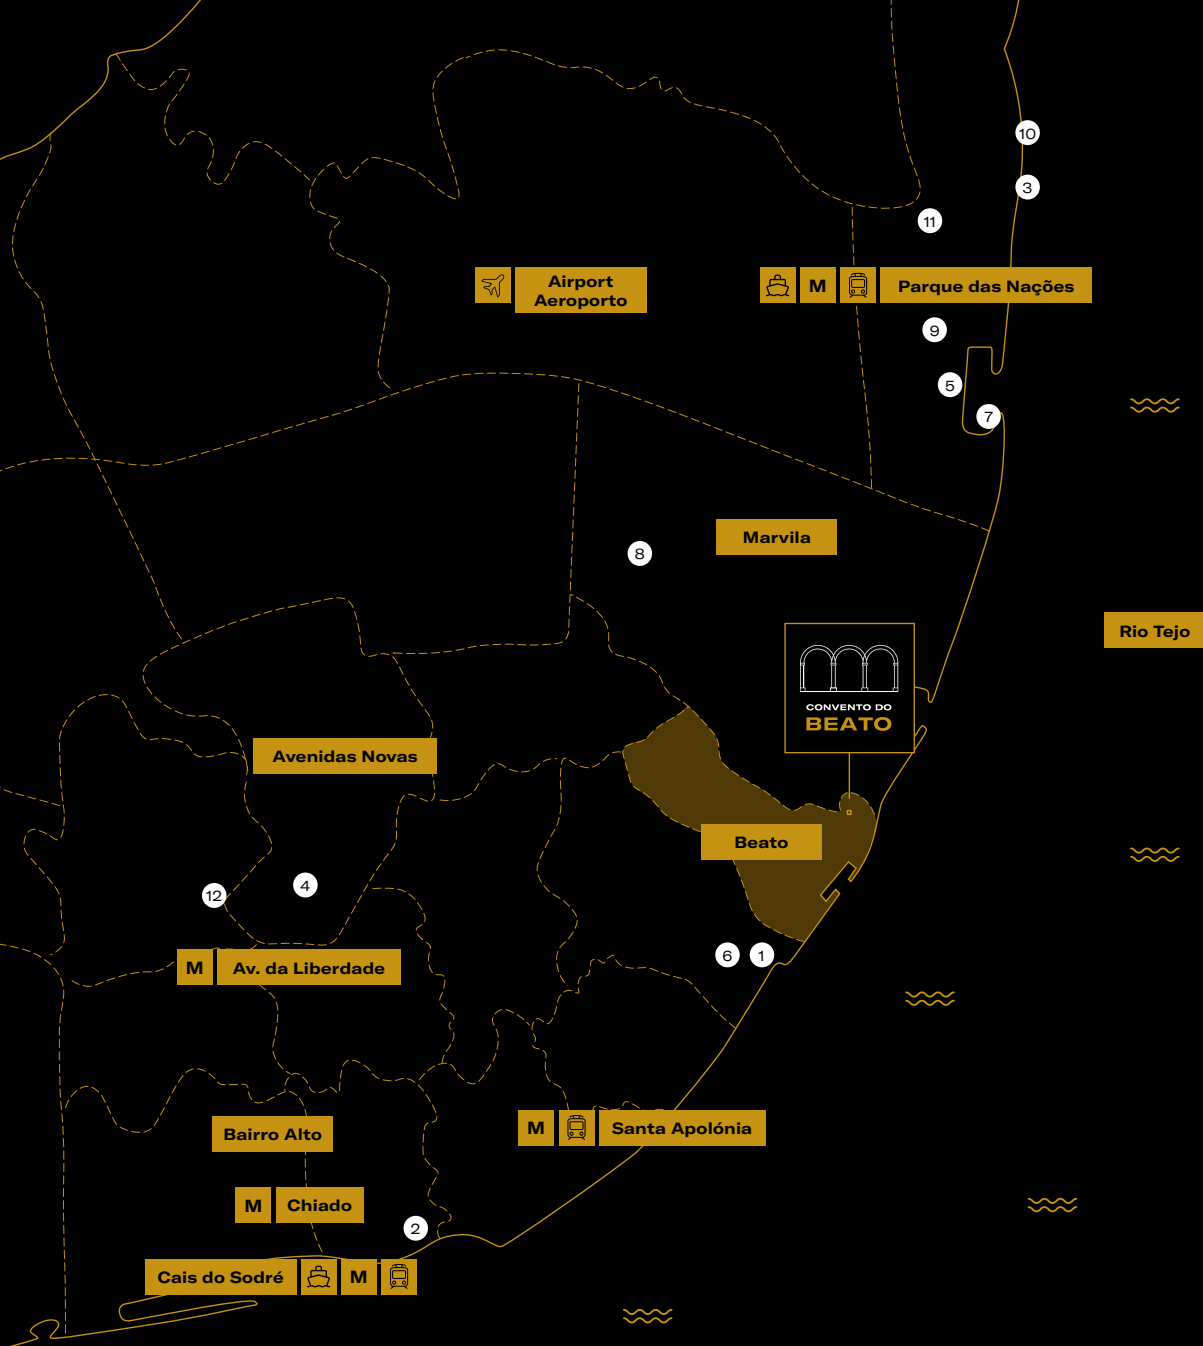 10
3
11
Airport
Aeroporto
M
Parque das Nações
9
5
7
Marvila
8
Rio Tejo
CONVENTO DO
BEATO
Avenidas Novas
Beato
4
12
6
1
M
Av. da Liberdade
M
Santa Apolónia
Bairro Alto
M
Chiado
2
Cais do Sodré
M